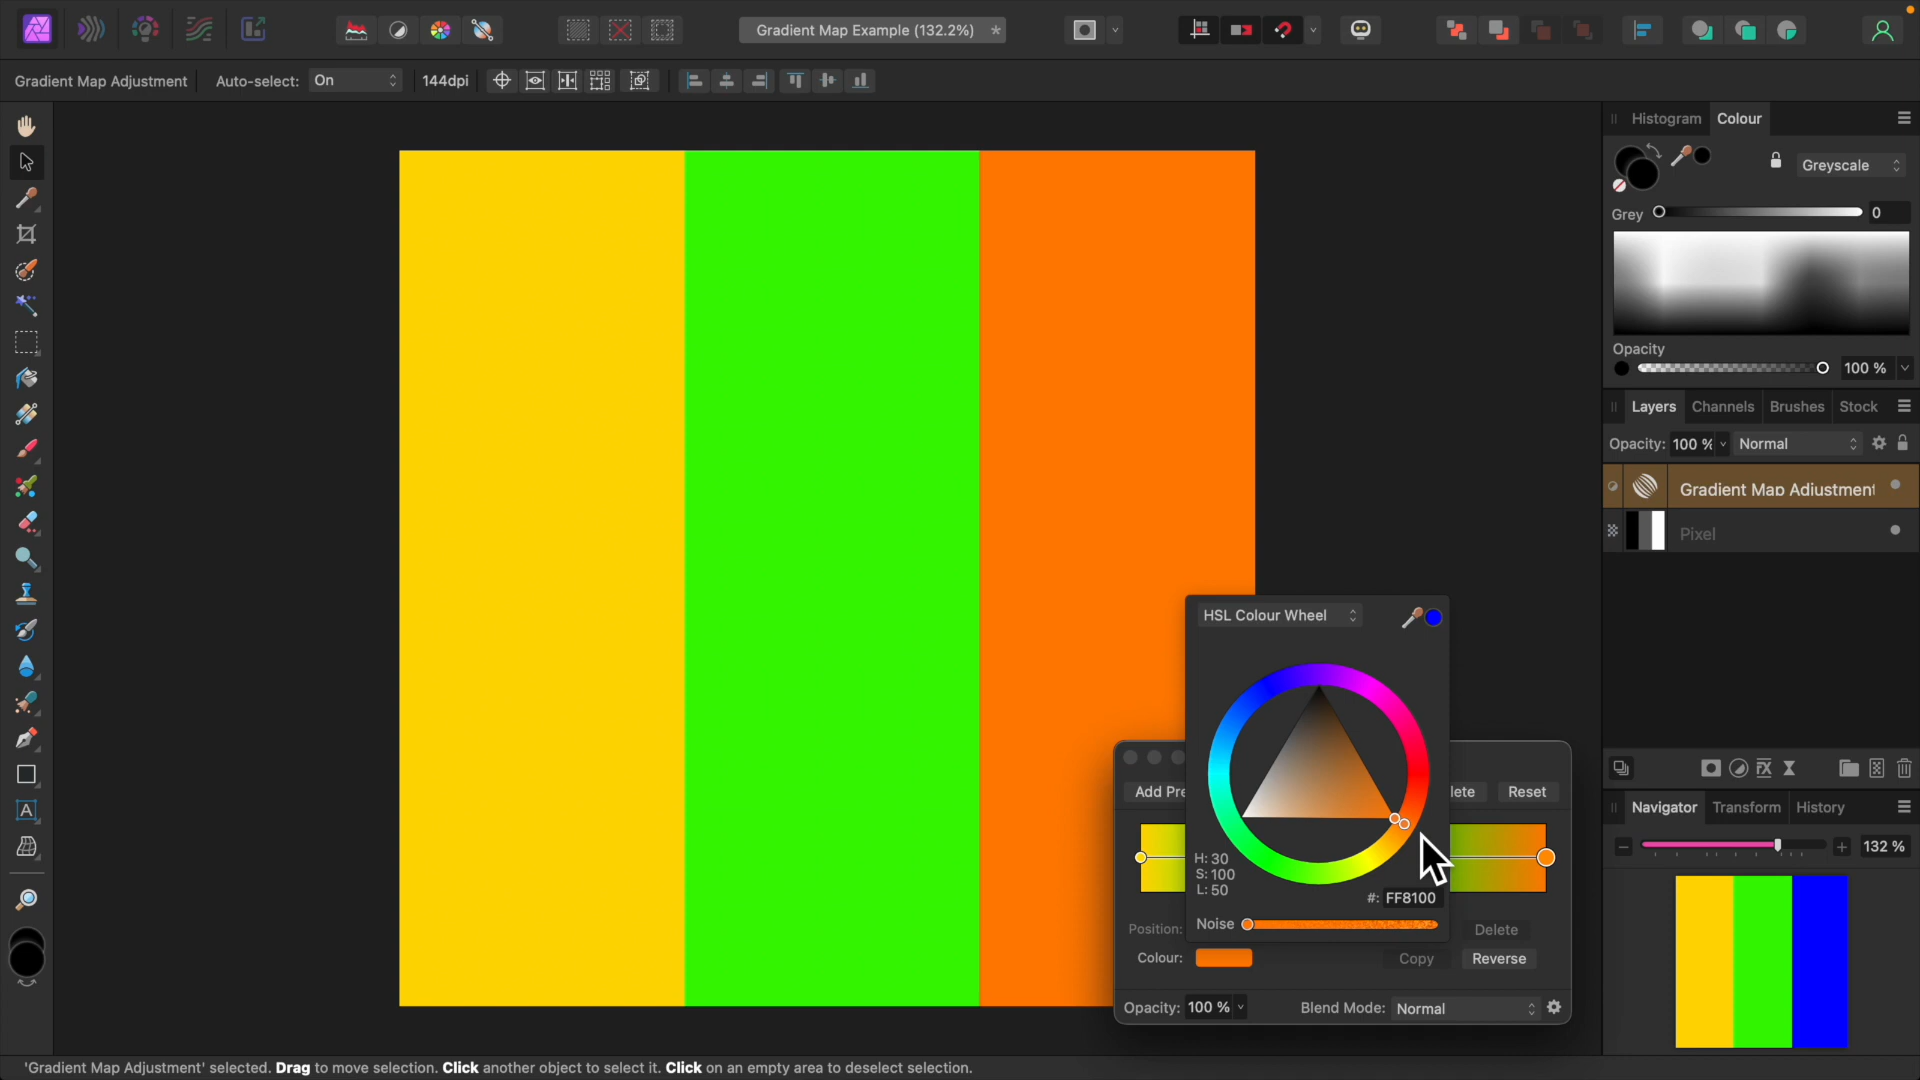 Gradient Map Example (132.2%) *
Gradient Map Adjustment Auto-select: On 144dpi
Histogram Colour
Greyscale
Grey 0
Opacity
100 %
Layers Channels Brushes Stock
Opacity: 100 % Normal
Gradient Map Adjustment
Pixel
HSL Colour Wheel
H: 30
S: 100
L: 50
#: FF8100
Noise
Add Pre lete Reset
Position: Delete
Colour: Copy Reverse
Opacity: 100 % Blend Mode: Normal
Navigator Transform History
132 %
'Gradient Map Adjustment' selected. Drag to move selection. Click another object to select it. Click on an empty area to deselect selection.